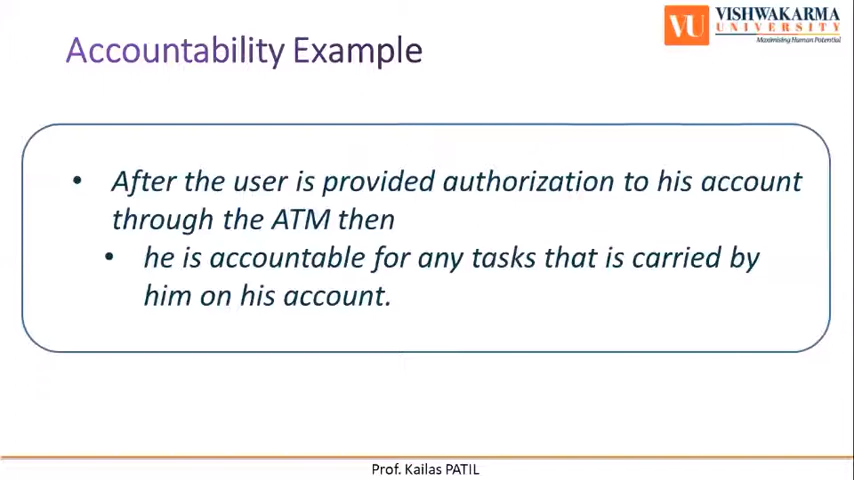 Accountability Example
VU
VISHWAKARMA
UNIVERSITY
Maximising Human Potential
• After the user is provided authorization to his account
through the ATM then
• he is accountable for any tasks that is carried by
him on his account.
Prof. Kailas PATIL